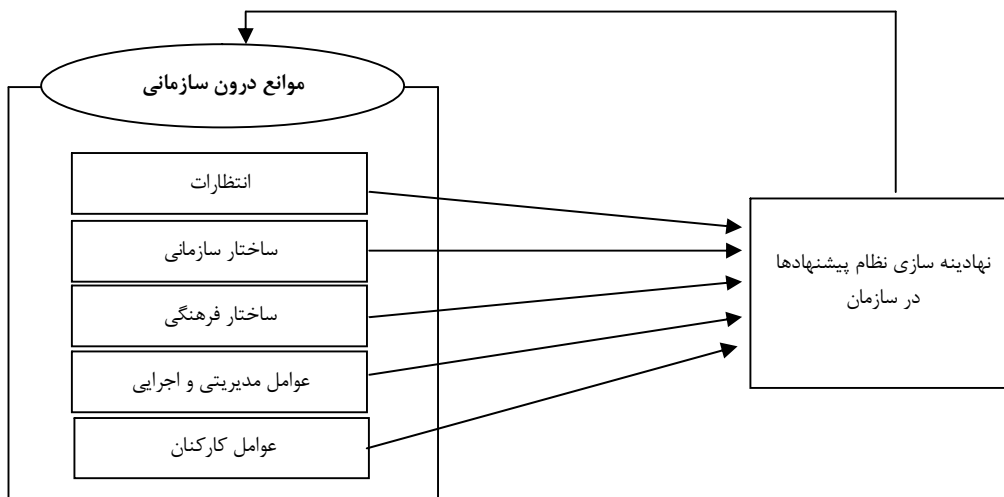 موانع درون سازمانی
انتظارات
ساختار سازمانی
ساختار فرهنگی
عوامل مدیریتی و اجرایی
عوامل کارکنان
نهادینه سازی نظام پیشنهادها
در سازمان